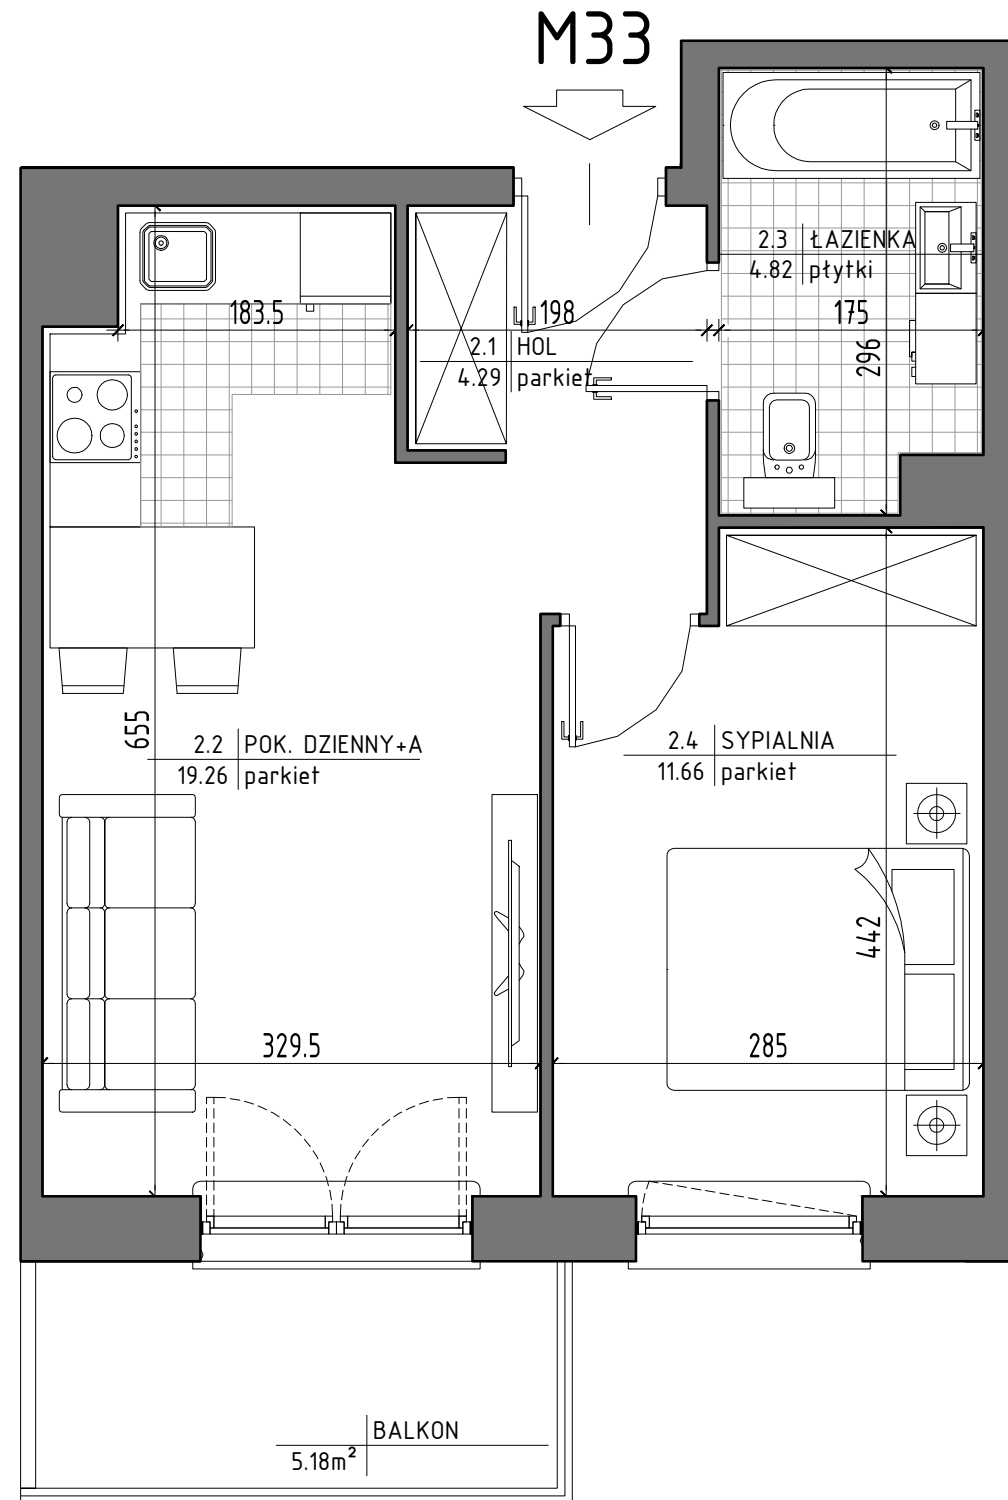 M33
2.3 ŁAZIENKA
4.82 płytki
183.5
198
175
296
2.1 HOL
4.29 parkiet
655
2.2 POK. DZIENNY+A
19.26 parkiet
2.4 SYPIALNIA
11.66 parkiet
442
329.5
285
BALKON
5.18m²